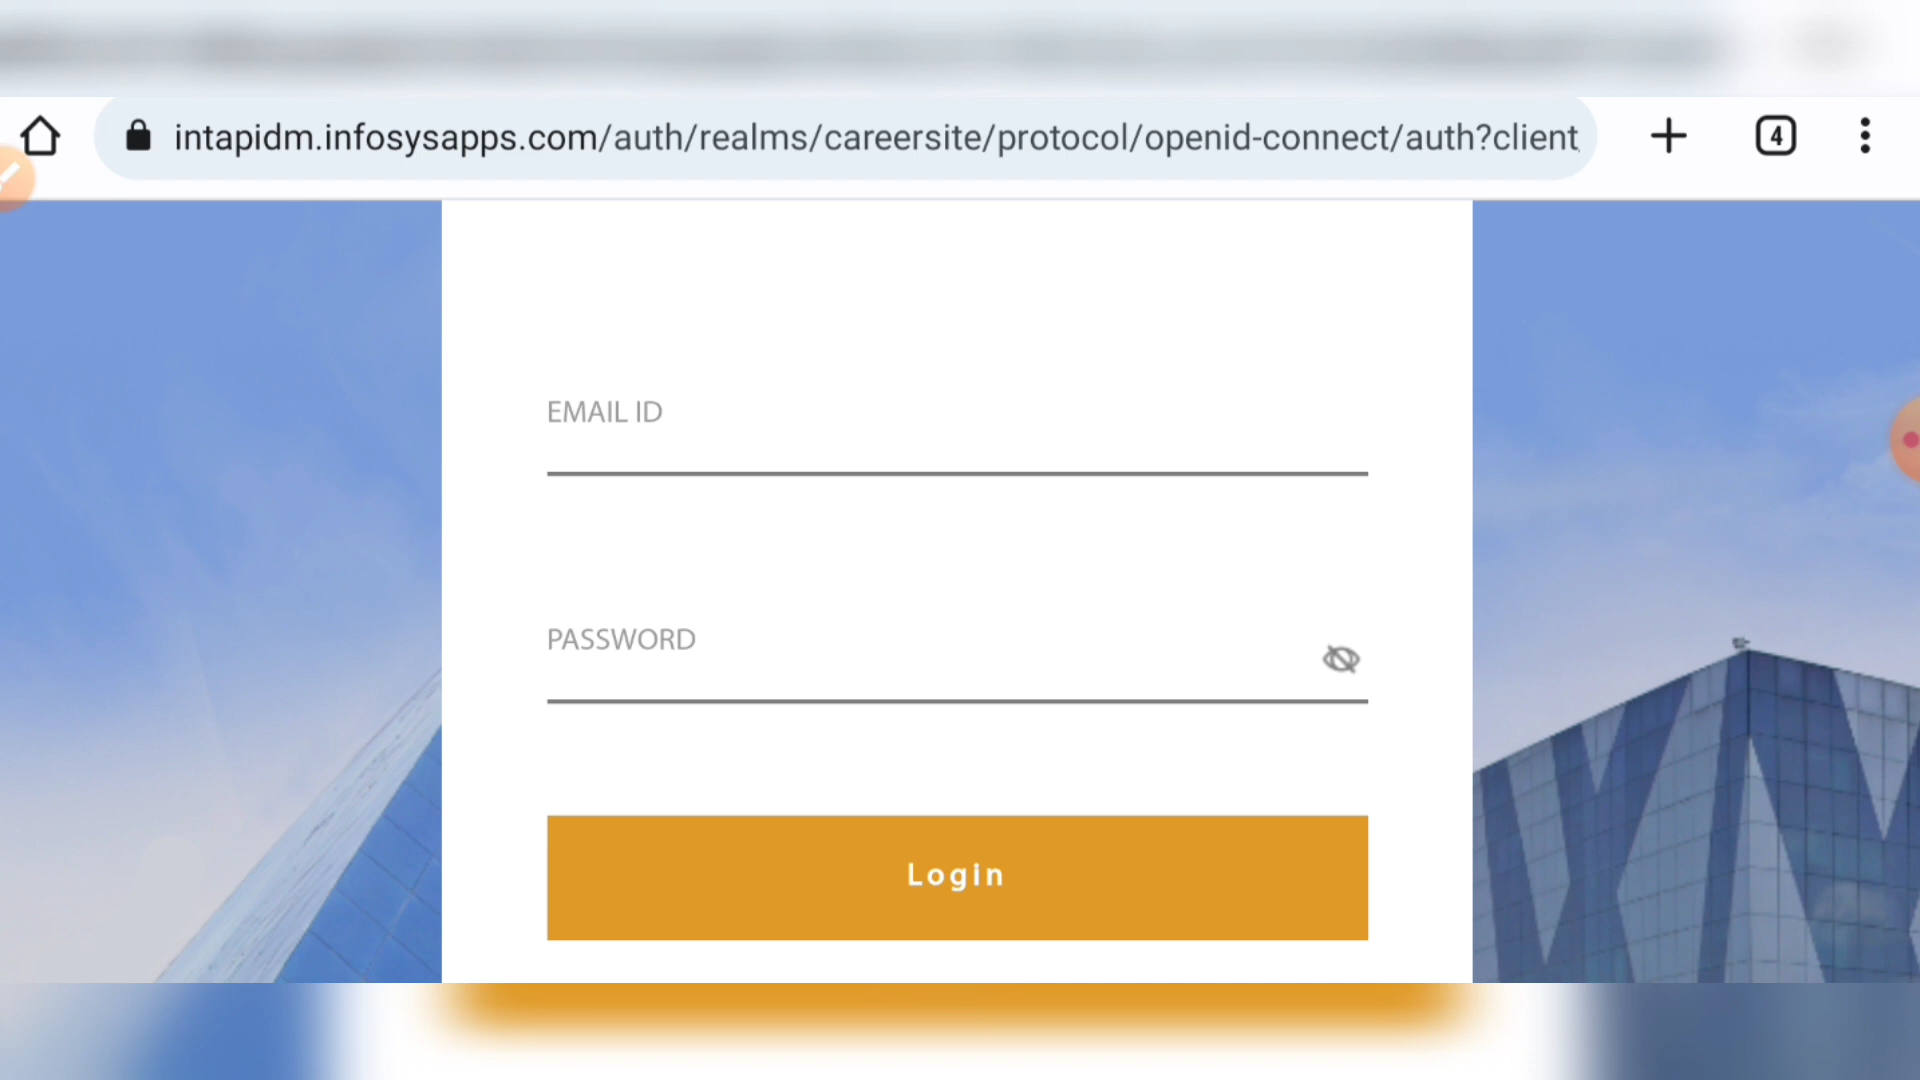 intapidm.infosysapps.com/auth/realms/careersite/protocol/openid-connect/auth?client
4
EMAIL ID
PASSWORD
Login